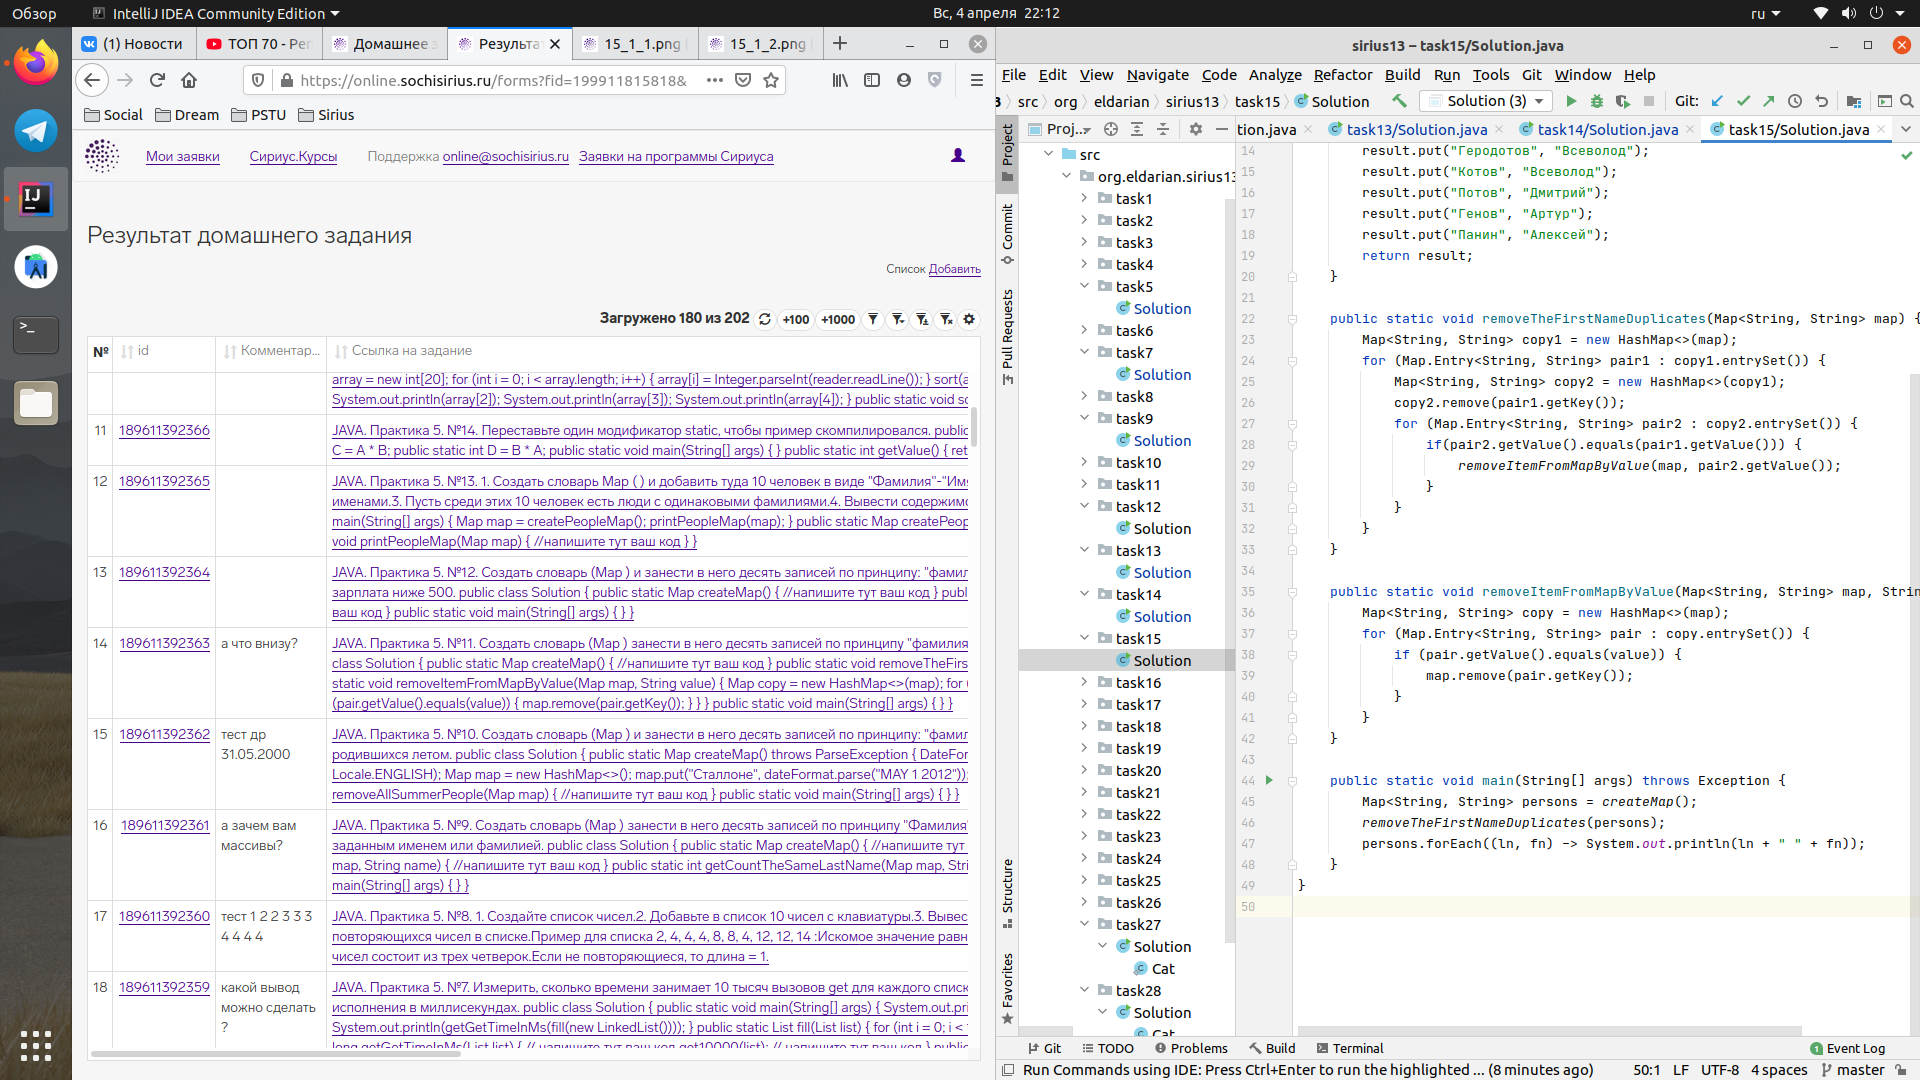 Обзор
IntelliJ IDEA Community Edition
Вс, 4 апреля 22:12
ru
(1) Новости
ТОП 70 - Реп
Домашнее з
Результат
15_1_1.png
15_1_2.png
https://online.sochisirius.ru/forms?fid=199911815818&
Social
Dream
PSTU
Sirius
Мои заявки
Сириус.Курсы
Поддержка online@sochisirius.ru
Заявки на программы Сириуса
Результат домашнего задания
Список Добавить
Загружено 180 из 202
+100
+1000
№
id
Комментар...
Ссылка на задание
array = new int[20]; for (int i = 0; i < array.length; i++) { array[i] = Integer.parseInt(reader.readLine()); } sort(a
System.out.println(array[2]); System.out.println(array[3]); System.out.println(array[4]); } public static void so
11
189611392366
JAVA. Практика 5. №14. Переставьте один модификатор static, чтобы пример скомпилировался. public
C = A * B; public static int D = B * A; public static void main(String[] args) { } public static int getValue() { ret
12
189611392365
JAVA. Практика 5. №13. 1. Создать словарь Map ( ) и добавить туда 10 человек в виде "Фамилия"-"Имя
именами.3. Пусть среди этих 10 человек есть люди с одинаковыми фамилиями.4. Вывести содержимо
main(String[] args) { Map map = createPeopleMap(); printPeopleMap(map); } public static Map createPeop
void printPeopleMap(Map map) { //напишите тут ваш код } }
13
189611392364
JAVA. Практика 5. №12. Создать словарь (Map ) и занести в него десять записей по принципу: "фамил
зарплата ниже 500. public class Solution { public static Map createMap() { //напишите тут ваш код } publ
ваш код } public static void main(String[] args) { } }
14
189611392363
а что внизу?
JAVA. Практика 5. №11. Создать словарь (Map ) занести в него десять записей по принципу "фамилия
class Solution { public static Map createMap() { //напишите тут ваш код } public static void removeTheFirs
static void removeItemFromMapByValue(Map map, String value) { Map copy = new HashMap<>(map); for (
(pair.getValue().equals(value)) { map.remove(pair.getKey()); } } } public static void main(String[] args) { } }
15
189611392362
тест др
31.05.2000
JAVA. Практика 5. №10. Создать словарь (Map ) и занести в него десять записей по принципу: "фамил
родившихся летом. public class Solution { public static Map createMap() throws ParseException { DateFor
Locale.ENGLISH); Map map = new HashMap<>(); map.put("Сталлоне", dateFormat.parse("MAY 1 2012"));
removeAllSummerPeople(Map map) { //напишите тут ваш код } public static void main(String[] args) { } }
16
189611392361
а зачем вам
массивы?
JAVA. Практика 5. №9. Создать словарь (Map ) занести в него десять записей по принципу "Фамилия"
заданным именем или фамилией. public class Solution { public static Map createMap() { //напишите тут
map, String name) { //напишите тут ваш код } public static int getCountTheSameLastName(Map map, Str
main(String[] args) { } }
17
189611392360
тест 1 2 2 3 3 3
4 4 4 4
JAVA. Практика 5. №8. 1. Создайте список чисел.2. Добавьте в список 10 чисел с клавиатуры.3. Вывес
повторяющихся чисел в списке.Пример для списка 2, 4, 4, 4, 8, 8, 4, 12, 12, 14 :Искомое значение равн
чисел состоит из трех четверок.Если не повторяющиеся, то длина = 1.
18
189611392359
какой вывод
можно сделать
?
JAVA. Практика 5. №7. Измерить, сколько времени занимает 10 тысяч вызовов get для каждого списк
исполнения в миллисекундах. public class Solution { public static void main(String[] args) { System.out.pri
System.out.println(getGetTimeInMs(fill(new LinkedList()))); } public static List fill(List list) { for (int i = 0; i <
long getGetTimeInMs(List list) { // напишите тут ваш код get10000(list); // напишите тут ваш код } public
sirius13 – task15/Solution.java
File Edit View Navigate Code Analyze Refactor Build Run Tools Git Window Help
3 src org eldarian sirius13 task15 Solution
Solution (3)
Git:
Project
Commit
Pull Requests
Structure
Favorites
Proj...
tion.java
task13/Solution.java
task14/Solution.java
task15/Solution.java
src
org.eldarian.sirius13
task1
task2
task3
task4
task5
Solution
task6
task7
Solution
task8
task9
Solution
task10
task11
task12
Solution
task13
Solution
task14
Solution
task15
Solution
task16
task17
task18
task19
task20
task21
task22
task23
task24
task25
task26
task27
Solution
Cat
task28
Solution
Cat
14 result.put("Геродотов", "Всеволод");
15 result.put("Котов", "Всеволод");
16 result.put("Потов", "Дмитрий");
17 result.put("Генов", "Артур");
18 result.put("Панин", "Алексей");
19 return result;
20 }
21
22 public static void removeTheFirstNameDuplicates(Map<String, String> map) {
23 Map<String, String> copy1 = new HashMap<>(map);
24 for (Map.Entry<String, String> pair1 : copy1.entrySet()) {
25 Map<String, String> copy2 = new HashMap<>(copy1);
26 copy2.remove(pair1.getKey());
27 for (Map.Entry<String, String> pair2 : copy2.entrySet()) {
28 if(pair2.getValue().equals(pair1.getValue())) {
29 removeItemFromMapByValue(map, pair2.getValue());
30 }
31 }
32 }
33 }
34
35 public static void removeItemFromMapByValue(Map<String, String> map, Strin
36 Map<String, String> copy = new HashMap<>(map);
37 for (Map.Entry<String, String> pair : copy.entrySet()) {
38 if (pair.getValue().equals(value)) {
39 map.remove(pair.getKey());
40 }
41 }
42 }
43
44 public static void main(String[] args) throws Exception {
45 Map<String, String> persons = createMap();
46 removeTheFirstNameDuplicates(persons);
47 persons.forEach((ln, fn) -> System.out.println(ln + " " + fn));
48 }
49 }
50
Git
TODO
Problems
Build
Terminal
1 Event Log
Run Commands using IDE: Press Ctrl+Enter to run the highlighted ... (8 minutes ago)
50:1 LF UTF-8 4 spaces master